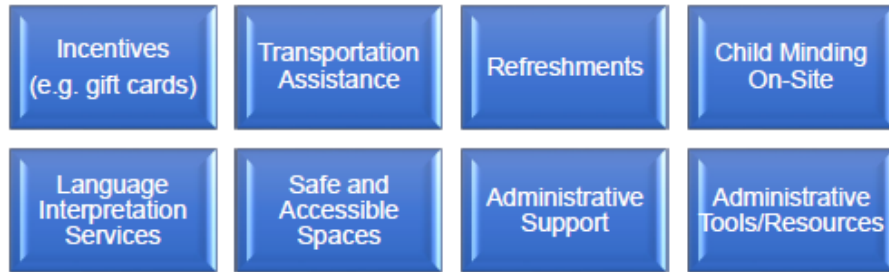 Incentives
(e.g. gift cards)
Transportation
Assistance
Refreshments
Child Minding
On-Site
Language
Interpretation
Services
Safe and
Accessible
Spaces
Administrative
Support
Administrative
Tools/Resources